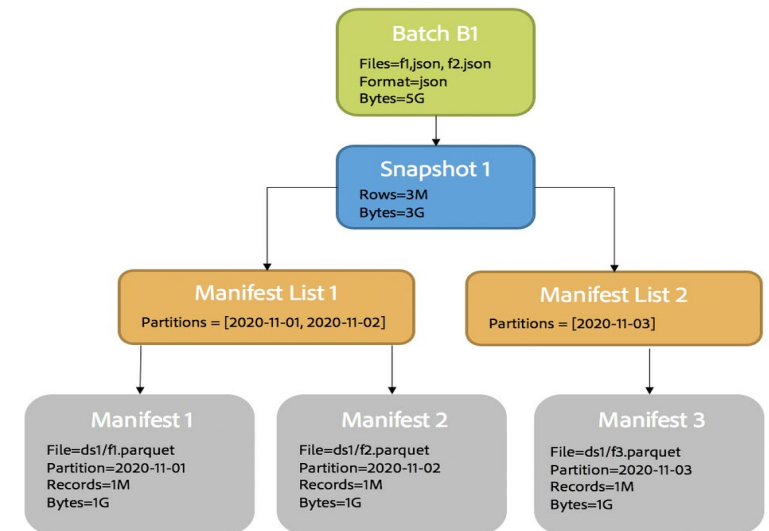 Batch B1
Files=f1,json, f2.json
Format=json
Bytes=5G
Snapshot 1
Rows=3M
Bytes=3G
Manifest List 1
Partitions = [2020-11-01, 2020-11-02]
Manifest List 2
Partitions = [2020-11-03]
Manifest 1
File=ds1/f1.parquet
Partition=2020-11-01
Records=1M
Bytes=1G
Manifest 2
File=ds1/f2.parquet
Partition=2020-11-02
Records=1M
Bytes=1G
Manifest 3
File=ds1/f3.parquet
Partition=2020-11-03
Records=1M
Bytes=1G